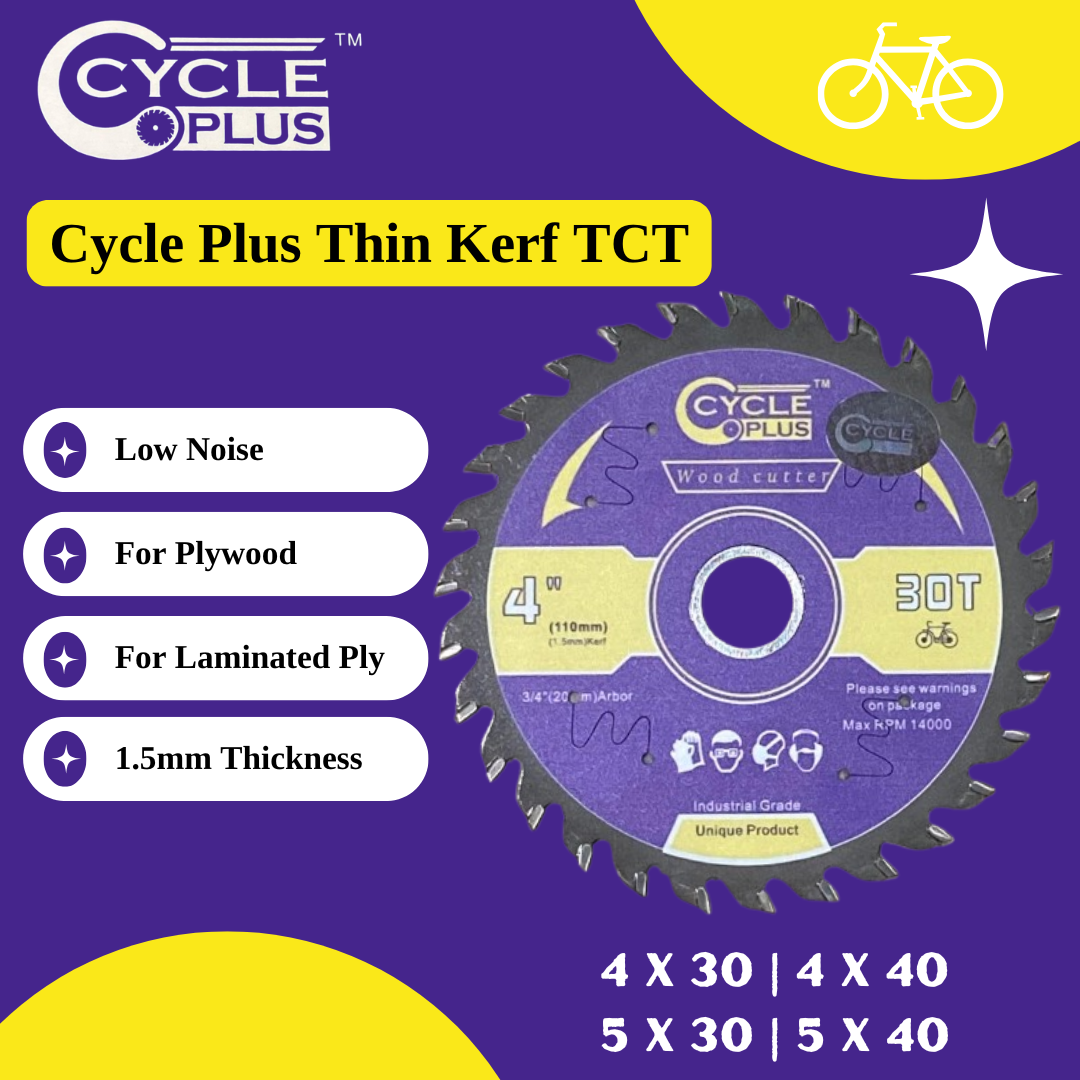 CYCLE TM
PLUS
Cycle Plus Thin Kerf TCT
Low Noise
For Plywood
For Laminated Ply
1.5mm Thickness
CYCLE TM
PLUS
CYCLE
Wood cutter
4"
(110mm)
(1.5mm)Kerf
30T
3/4"(20mm)Arbor
Please see warnings
on package
Max RPM 14000
Industrial Grade
Unique Product
4 X 30 | 4 X 40
5 X 30 | 5 X 40